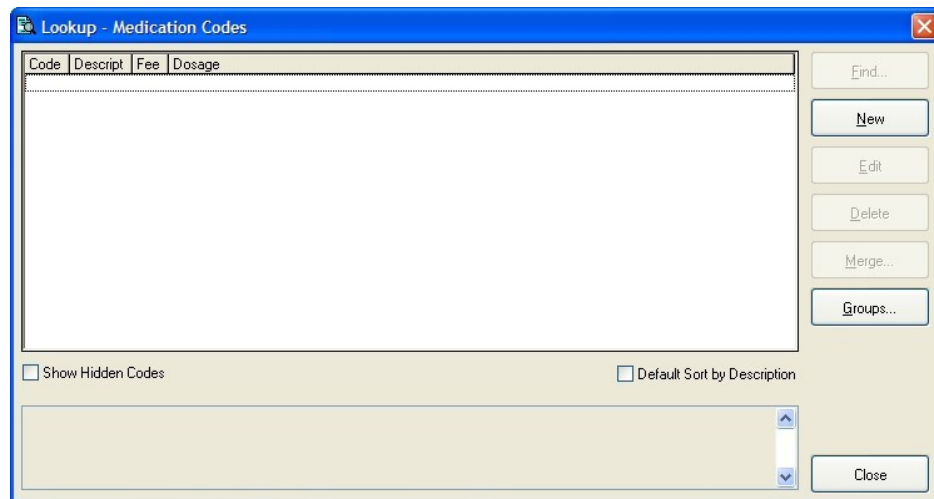 Lookup - Medication Codes
Code Descript Fee Dosage
Find...
New
Edit
Delete
Merge...
Groups...
Show Hidden Codes
Default Sort by Description
Close